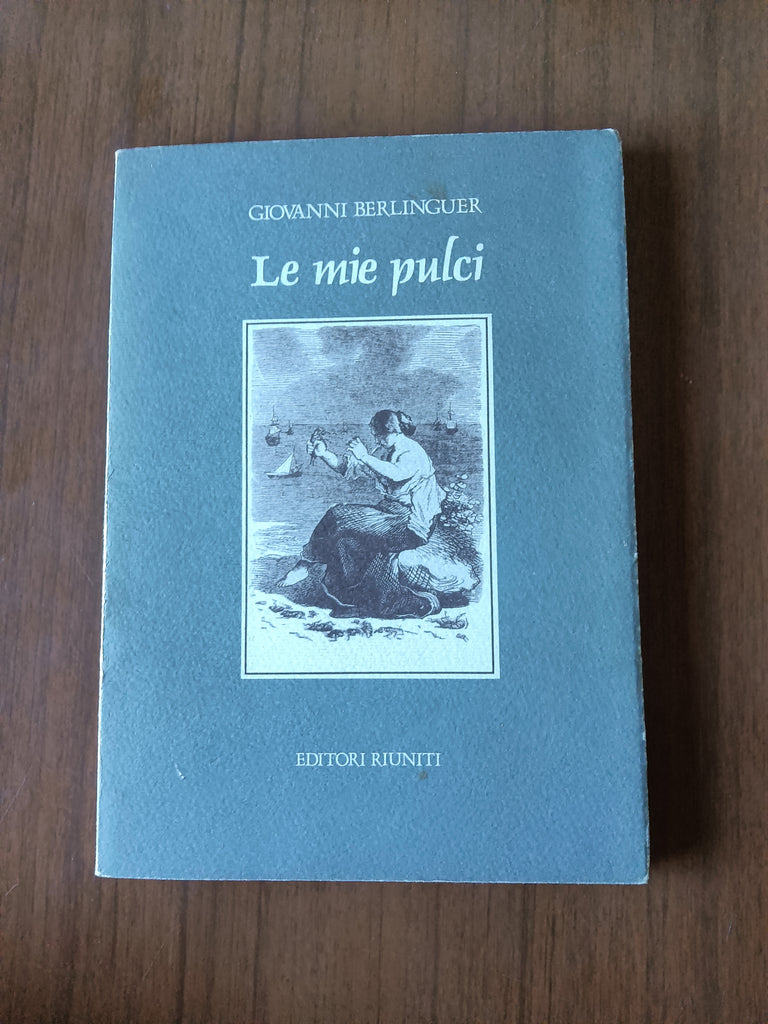 GIOVANNI BERLINGUER
Le mie pulci
EDITORI RIUNITI